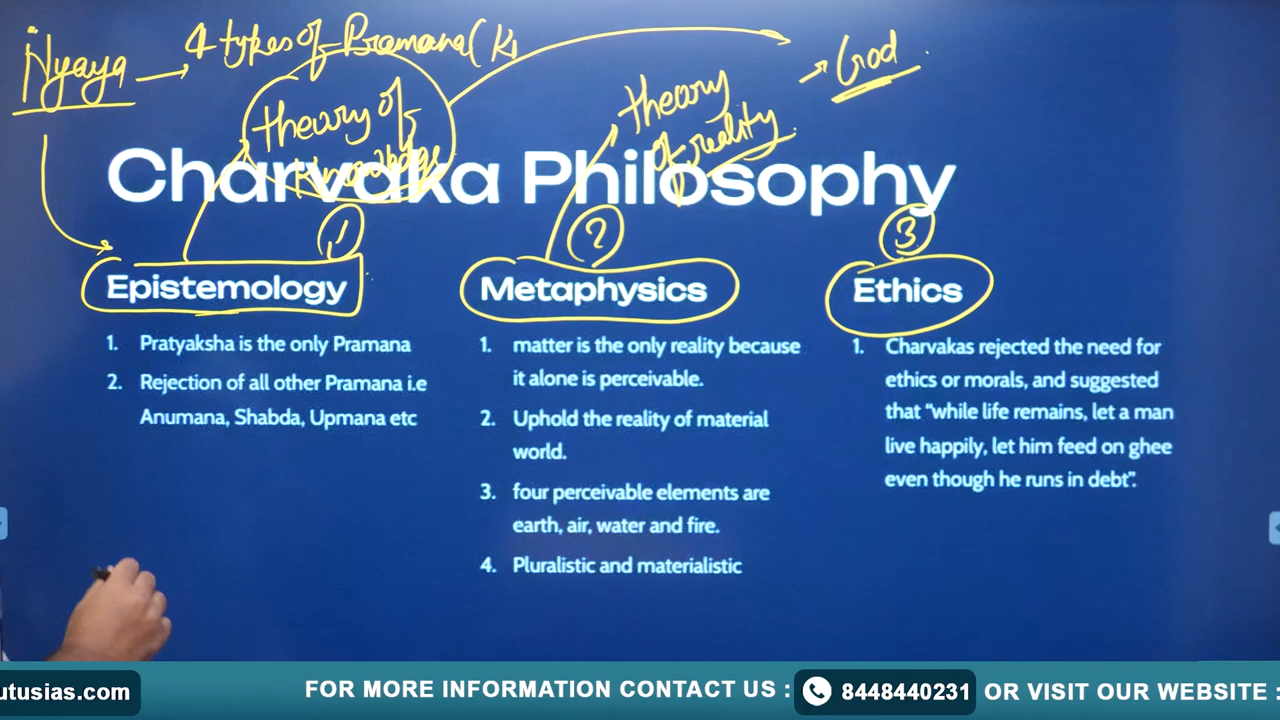 Nyaya → 4 types of Pramana (K
theory of
Knowledge
theory
of reality
→ God
Charvaka Philosophy
1
2
3
Epistemology
1. Pratyaksha is the only Pramana
2. Rejection of all other Pramana i.e
Anumana, Shabda, Upmana etc
Metaphysics
1. matter is the only reality because
it alone is perceivable.
2. Uphold the reality of material
world.
3. four perceivable elements are
earth, air, water and fire.
4. Pluralistic and materialistic
Ethics
1. Charvakas rejected the need for
ethics or morals, and suggested
that “while life remains, let a man
live happily, let him feed on ghee
even though he runs in debt”.
utusias.com
FOR MORE INFORMATION CONTACT US : 8448440231 OR VISIT OUR WEBSITE :